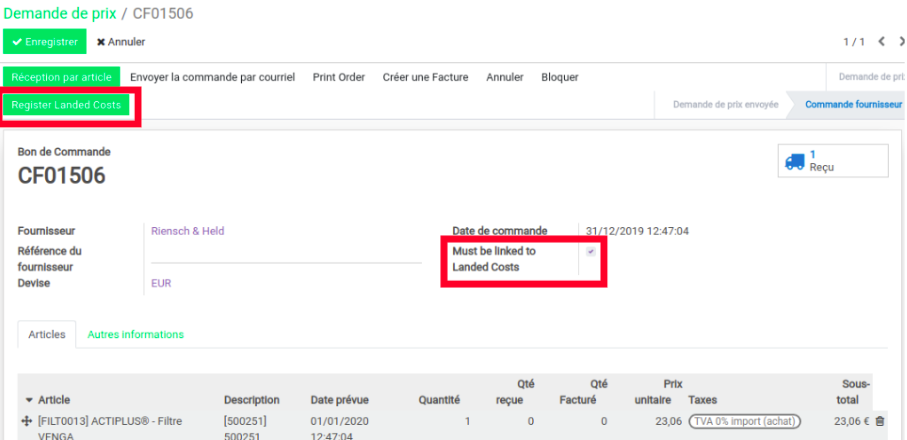 Demande de prix / CF01506
Enregistrer Annuler 1 / 1
Réception par article Envoyer la commande par courriel Print Order Créer une Facture Annuler Bloquer Demande de pri
Register Landed Costs Demande de prix envoyée Commande fournisseur
Bon de Commande
CF01506
1
Reçu
Fournisseur Riensch & Held Date de commande 31/12/2019 12:47:04
Référence du Must be linked to
fournisseur Landed Costs
Devise EUR
Articles Autres informations
Qté Qté Prix Sous-
Article Description Date prévue Quantité reçue Facturé unitaire Taxes total
[FILT0013] ACTIPLUS® - Filtre [500251] 01/01/2020 1 0 0 23,06 TVA 0% import (achat) 23,06 €
VENGA 500251 12:47:04